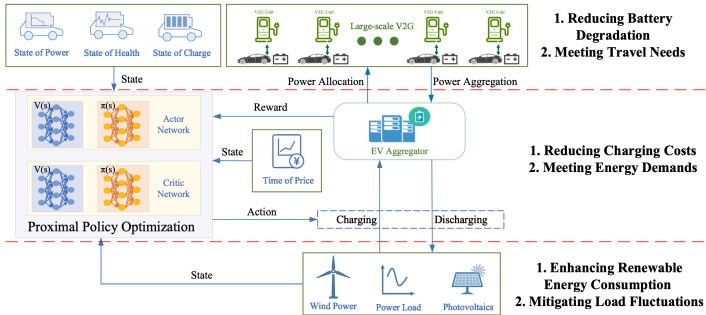 State of Power
State of Health
State of Charge
V2G Unit
V2G Unit
Large-scale V2G
V2G Unit
V2G Unit
1. Reducing Battery
Degradation
2. Meeting Travel Needs
State
Power Allocation
Power Aggregation
V(s)
π(s)
Actor
Network
Reward
EV Aggregator
State
Time of Price
V(s)
π(s)
Critic
Network
1. Reducing Charging Costs
2. Meeting Energy Demands
Proximal Policy Optimization
Action
Charging
Discharging
State
Wind Power
Power Load
Photovoltaics
1. Enhancing Renewable
Energy Consumption
2. Mitigating Load Fluctuations